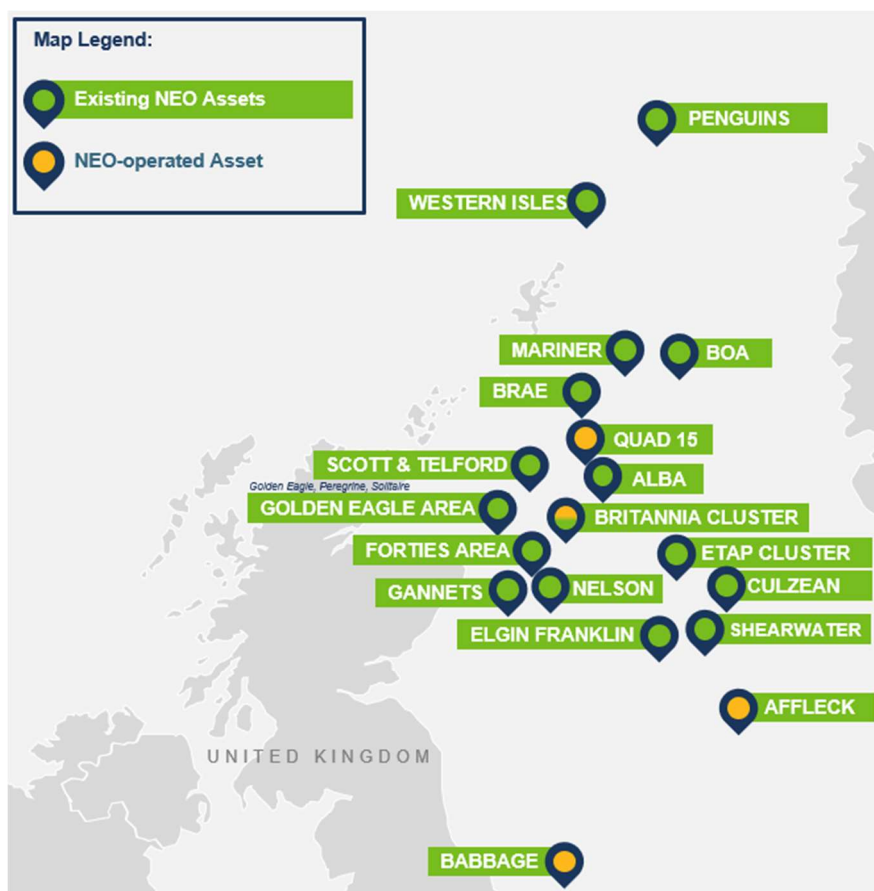 Map Legend:
Existing NEO Assets
NEO-operated Asset
PENGUINS
WESTERN ISLES
MARINER
BOA
BRAE
QUAD 15
SCOTT & TELFORD
ALBA
Golden Eagle, Peregrine, Solitaire
GOLDEN EAGLE AREA
BRITANNIA CLUSTER
FORTIES AREA
ETAP CLUSTER
GANNETS
NELSON
CULZEAN
ELGIN FRANKLIN
SHEARWATER
AFFLECK
UNITED KINGDOM
BABBAGE